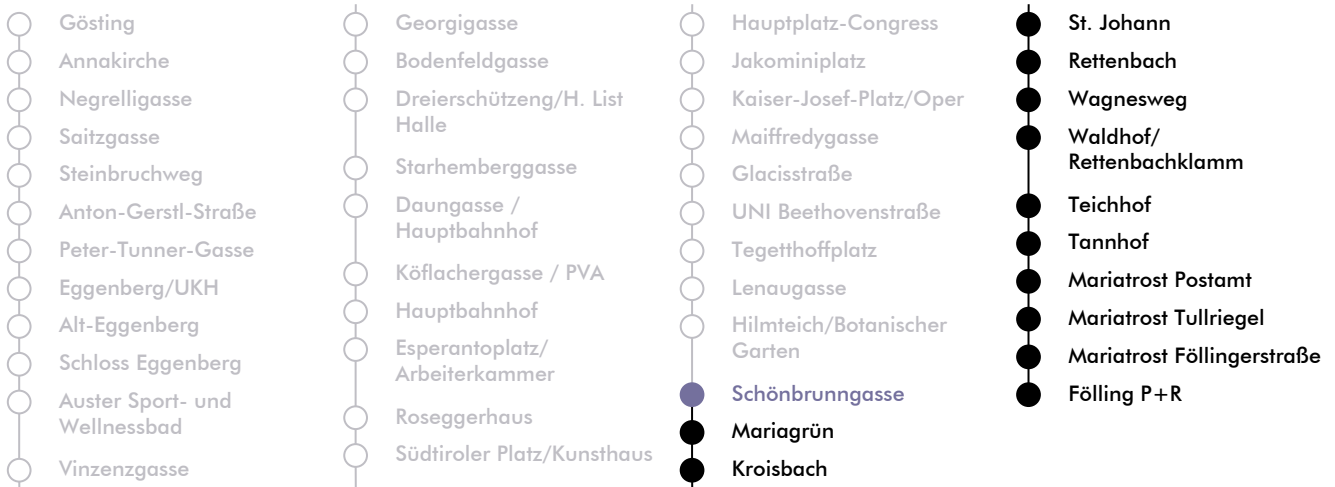 Gösting
Annakirche
Negrelligasse
Saitzgasse
Steinbruchweg
Anton-Gerstl-Straße
Peter-Tunner-Gasse
Eggenberg/UKH
Alt-Eggenberg
Schloss Eggenberg
Auster Sport- und
Wellnessbad
Vinzenzgasse
Georgigasse
Bodenfeldgasse
Dreierschützeng/H. List
Halle
Starhemberggasse
Daungasse /
Hauptbahnhof
Köflachergasse / PVA
Hauptbahnhof
Esperantoplatz/
Arbeiterkammer
Roseggerhaus
Südtiroler Platz/Kunsthaus
Hauptplatz-Congress
Jakominiplatz
Kaiser-Josef-Platz/Oper
Maiffredygasse
Glacisstraße
UNI Beethovenstraße
Tegetthoffplatz
Lenaugasse
Hilmteich/Botanischer
Garten
Schönbrunngasse
Mariagrün
Kroisbach
St. Johann
Rettenbach
Wagnesweg
Waldhof/
Rettenbachklamm
Teichhof
Tannhof
Mariatrost Postamt
Mariatrost Tullriegel
Mariatrost Föllingerstraße
Fölling P+R